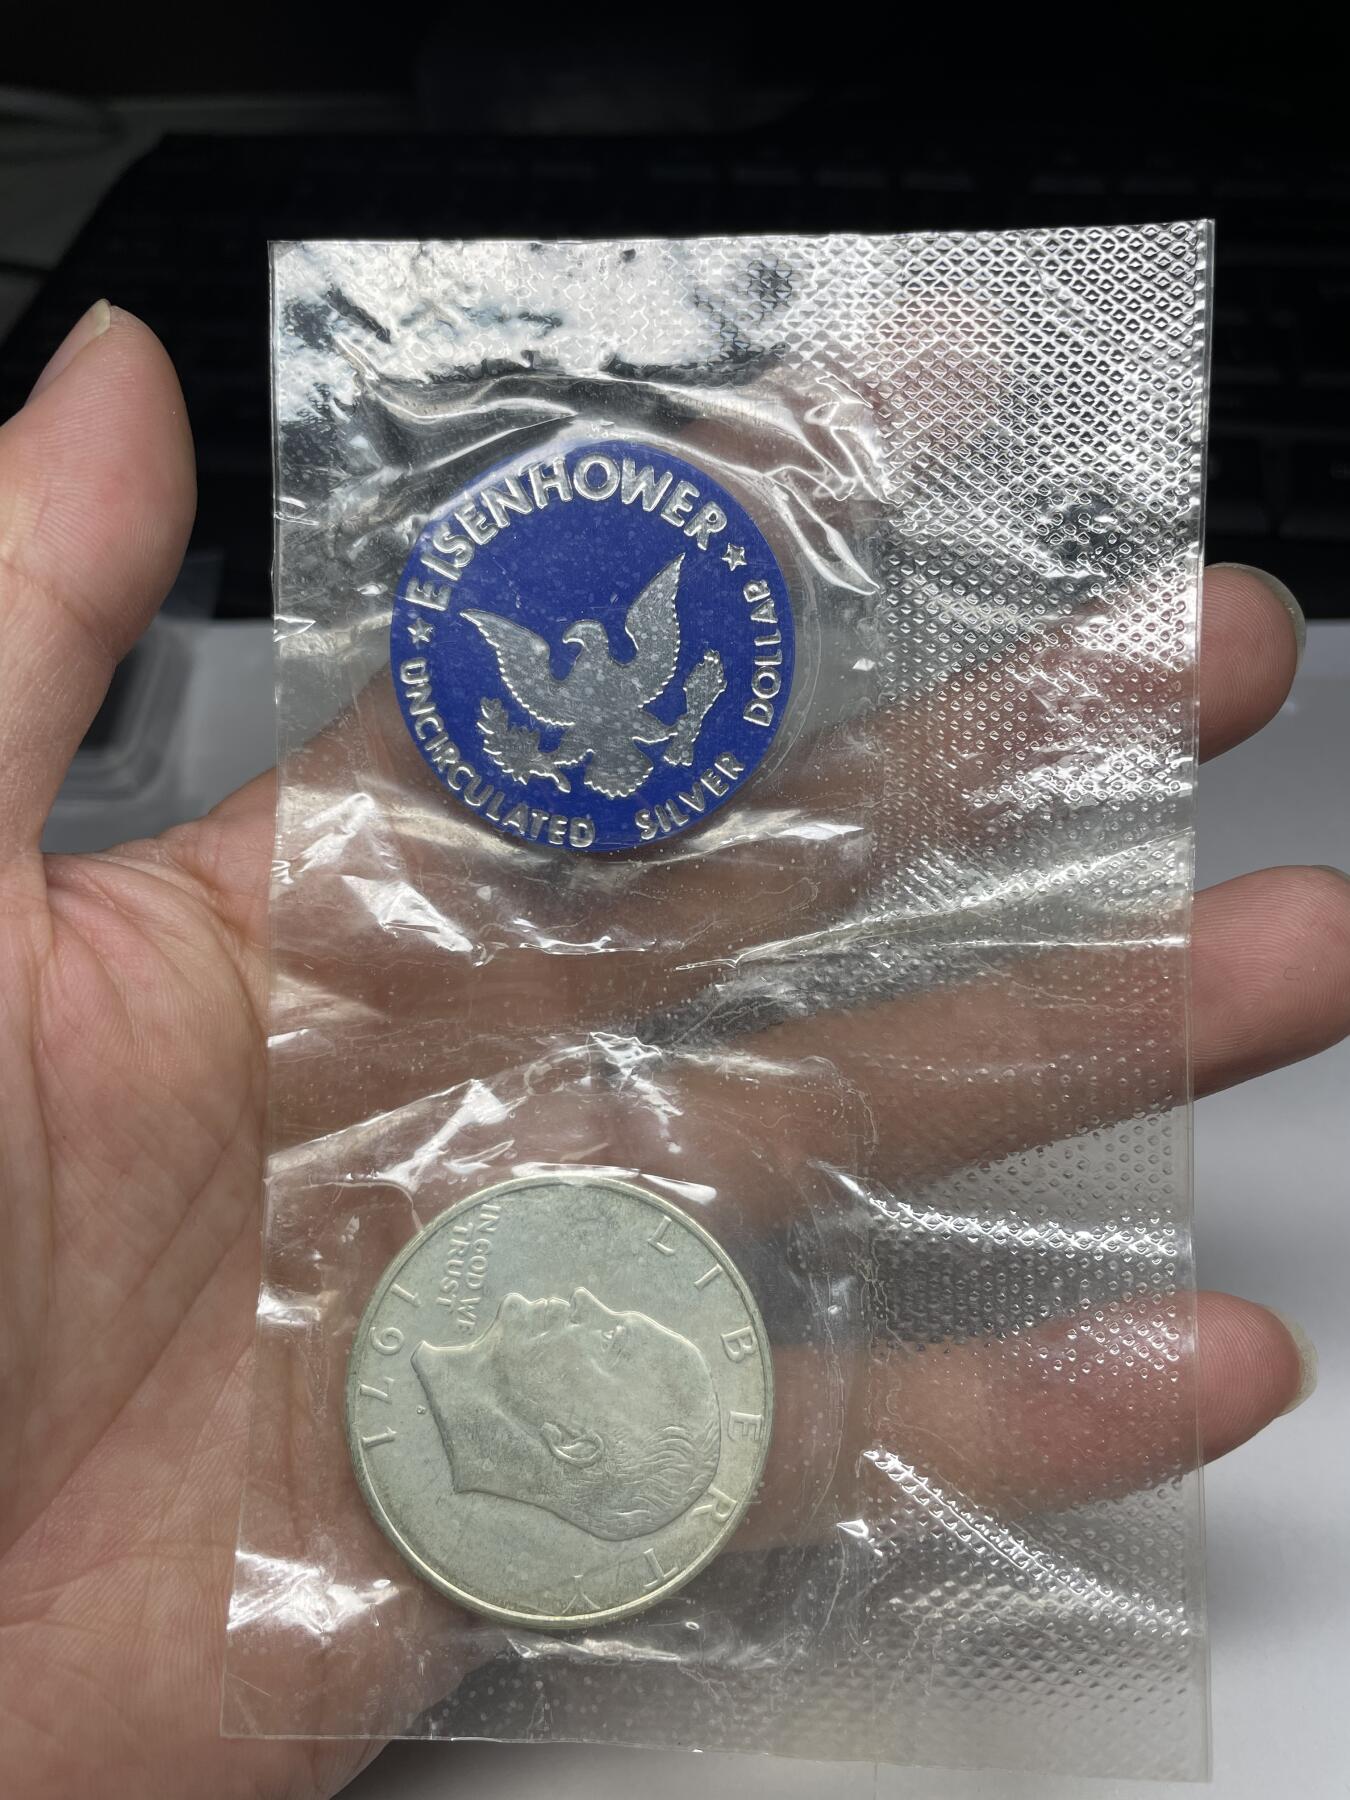 ★ EISENHOWER ★
UNCIRCULATED SILVER DOLLAR
LIBERTY
IN GOD WE
TRUST
1971